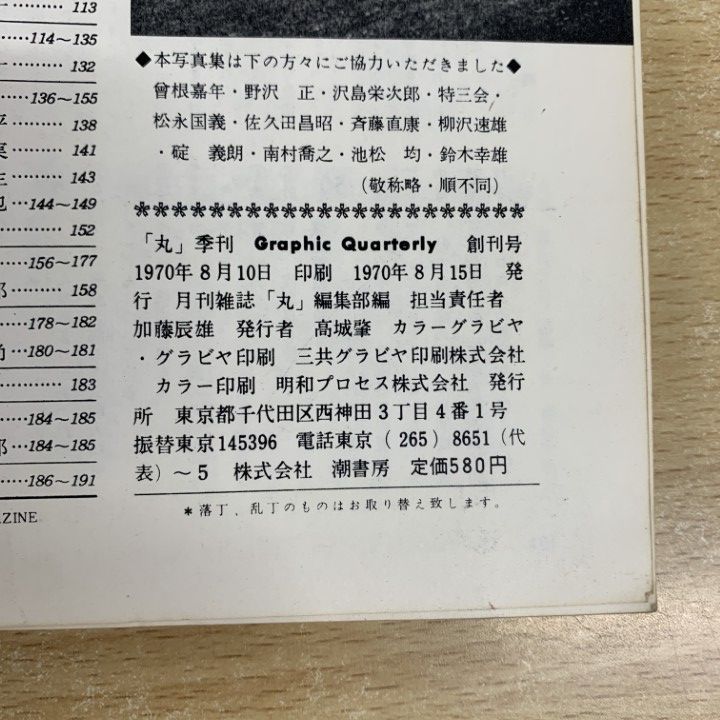 113
114～135
132
136～155
138
実 141
143
144～149
152
156～177
158
178～182
180～181
183
184～185
184～185
186～191
ZINE
◆本写真集は下の方々にご協力いただきました◆
曾根嘉年・野沢　正・沢島栄次郎・特三会・
松永国義・佐久田昌昭・斉藤直康・柳沢速雄
・碇　義朗・南村喬之・池松　均・鈴木幸雄
（敬称略・順不同）
✻✻✻✻✻✻✻✻✻✻✻✻✻✻✻✻✻✻✻✻✻
「丸」季刊　Graphic Quarterly　創刊号
1970年8月10日　印刷　1970年8月15日　発
行　月刊雑誌「丸」編集部編　担当責任者
加藤辰雄　発行者　高城肇　カラーグラビヤ
・グラビヤ印刷　三共グラビヤ印刷株式会社
カラー印刷　明和プロセス株式会社　発行
所　東京都千代田区西神田3丁目4番1号
振替東京145396　電話東京（265）8651（代
表）～5　株式会社　潮書房　定価580円
＊落丁、乱丁のものはお取り替え致します。